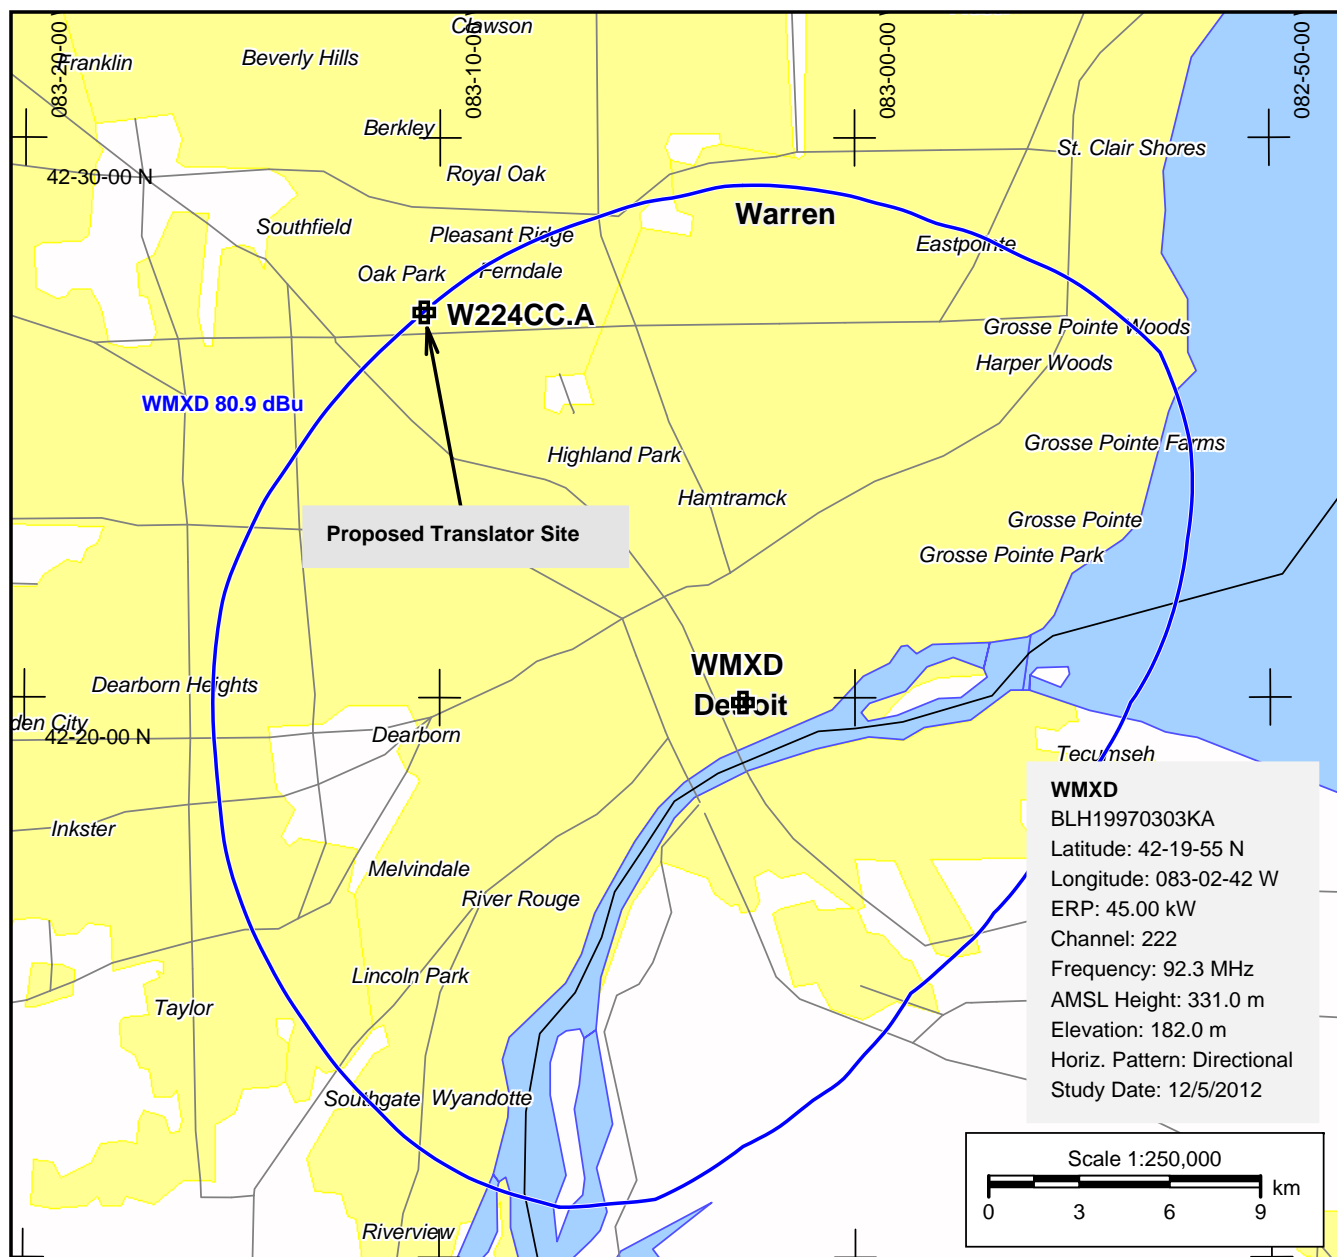 083-20-00
083-10-00
083-00-00
082-50-00
Clawson
Franklin
Beverly Hills
Berkley
St. Clair Shores
42-30-00 N
Royal Oak
Warren
Southfield
Pleasant Ridge
Eastpointe
Oak Park
Ferndale
W224CC.A
Grosse Pointe Woods
Harper Woods
WMXD 80.9 dBu
Grosse Pointe Farms
Highland Park
Hamtramck
Grosse Pointe
Proposed Translator Site
Grosse Pointe Park
WMXD
Dearborn Heights
Detroit
den City
42-20-00 N
Dearborn
Tecumseh
Inkster
Melvindale
River Rouge
Lincoln Park
Taylor
Southgate
Wyandotte
Riverview
WMXD
BLH19970303KA
Latitude: 42-19-55 N
Longitude: 083-02-42 W
ERP: 45.00 kW
Channel: 222
Frequency: 92.3 MHz
AMSL Height: 331.0 m
Elevation: 182.0 m
Horiz. Pattern: Directional
Study Date: 12/5/2012
Scale 1:250,000
km
0 3 6 9